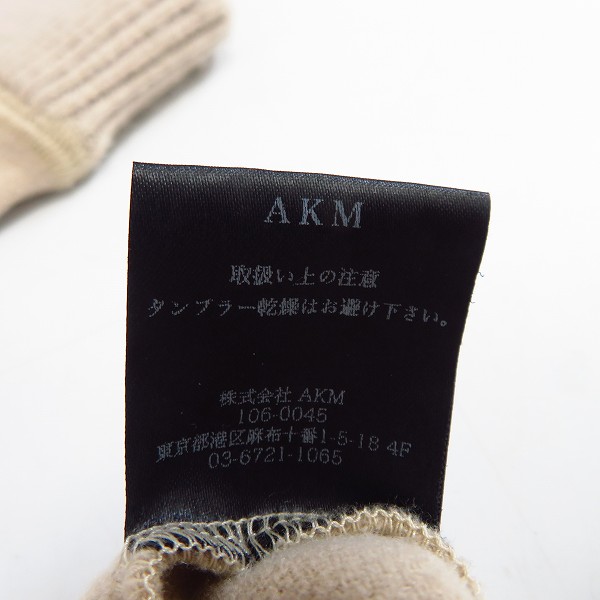 AKM
取扱い上の注意
タンブラー乾燥はお避け下さい。
株式会社 AKM
106-0045
東京都港区麻布十番1-5-18 4F
03-6721-1065